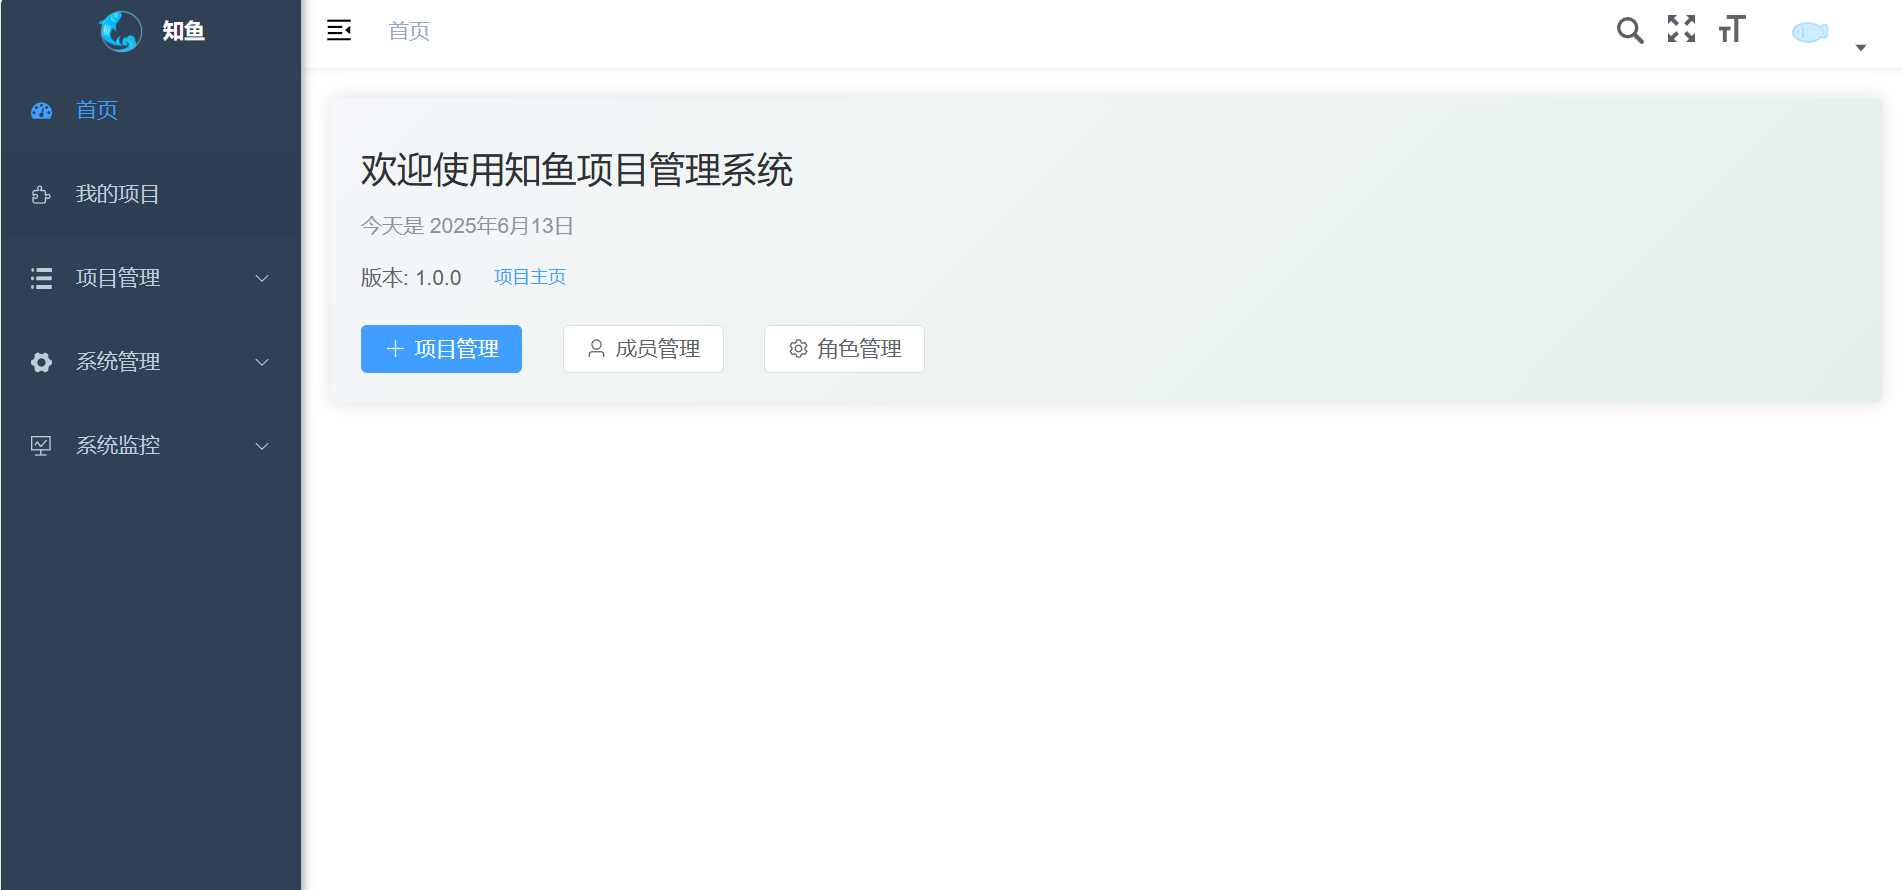 知鱼
首页
我的项目
项目管理
系统管理
系统监控
首页
欢迎使用知鱼项目管理系统
今天是 2025年6月13日
版本: 1.0.0 项目主页
项目管理 成员管理 角色管理